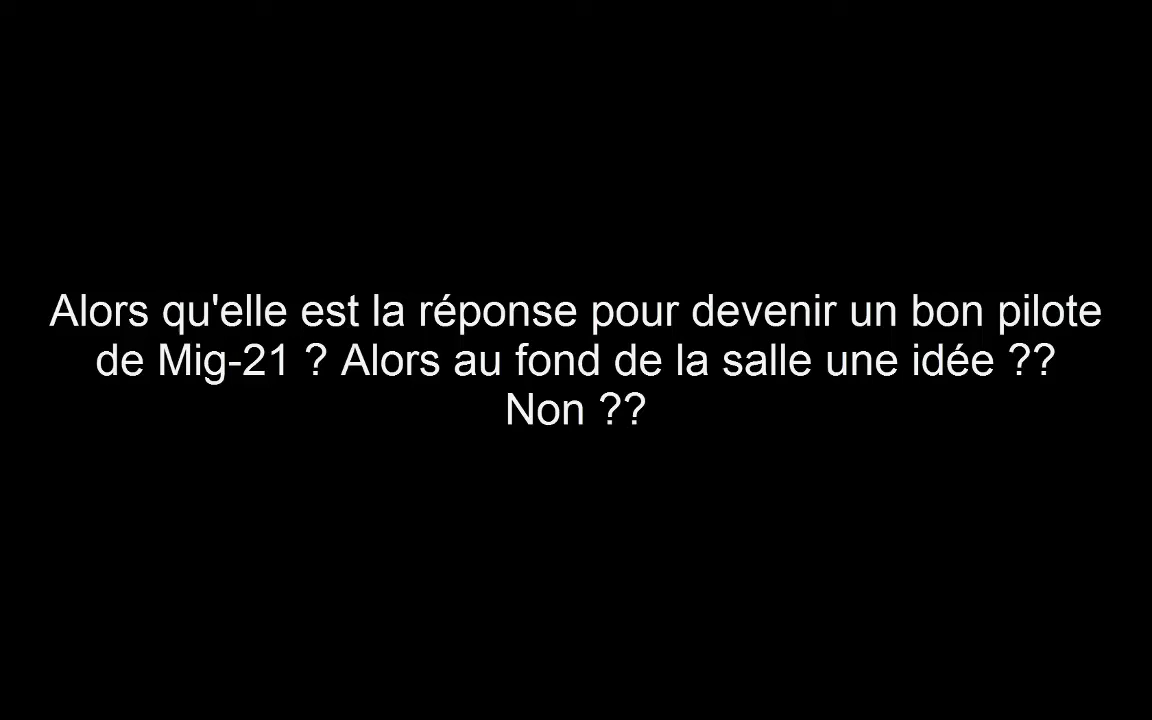 Alors qu'elle est la réponse pour devenir un bon pilote
de Mig-21 ? Alors au fond de la salle une idée ??
Non ??